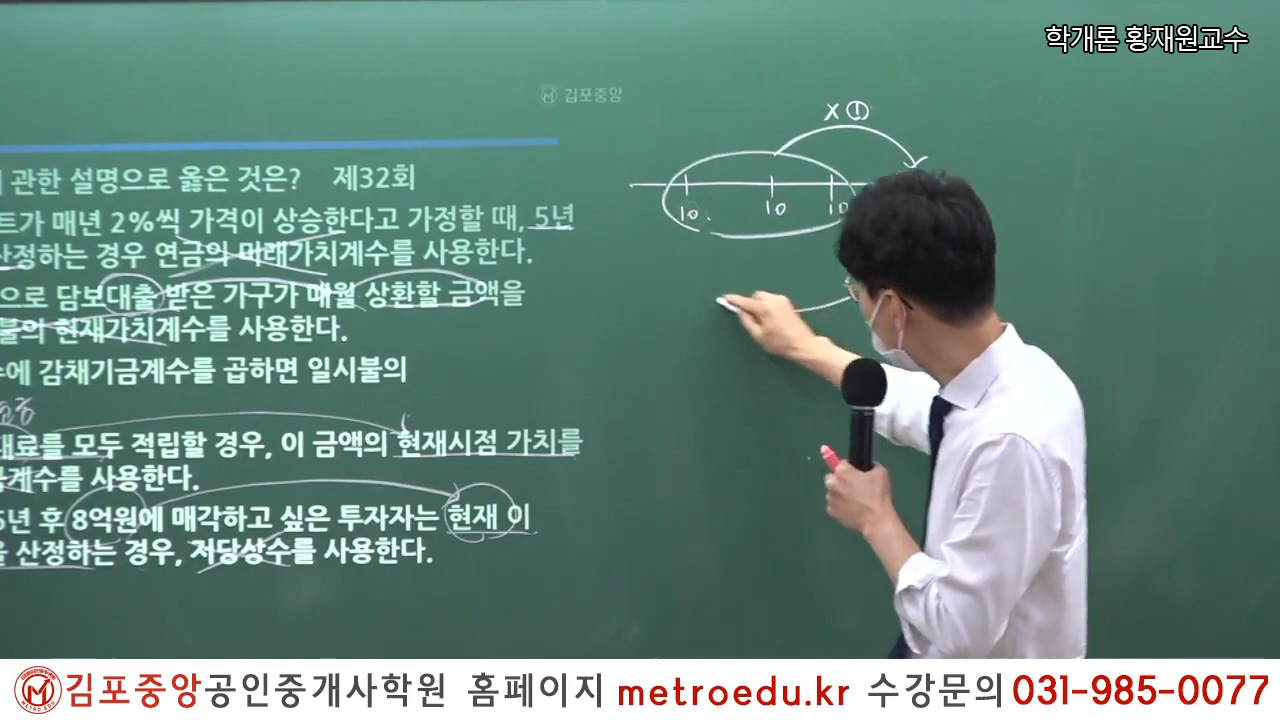 학개론 황재원교수
김포중앙
관한 설명으로 옳은 것은? 제32회
트가 매년 2%씩 가격이 상승한다고 가정할 때, 5년
산정하는 경우 연금의 미래가치계수를 사용한다.
으로 담보대출 받은 가구가 매월 상환할 금액을
불의 현재가치계수를 사용한다.
수에 감채기금계수를 곱하면 일시불의
대료를 모두 적립할 경우, 이 금액의 현재시점 가치를
금계수를 사용한다.
5년 후 8억원에 매각하고 싶은 투자자는 현재 이
을 산정하는 경우, 저당상수를 사용한다.
X ①
10. 10 10
김포중앙공인중개사학원 홈페이지 metroedu.kr 수강문의 031-985-0077